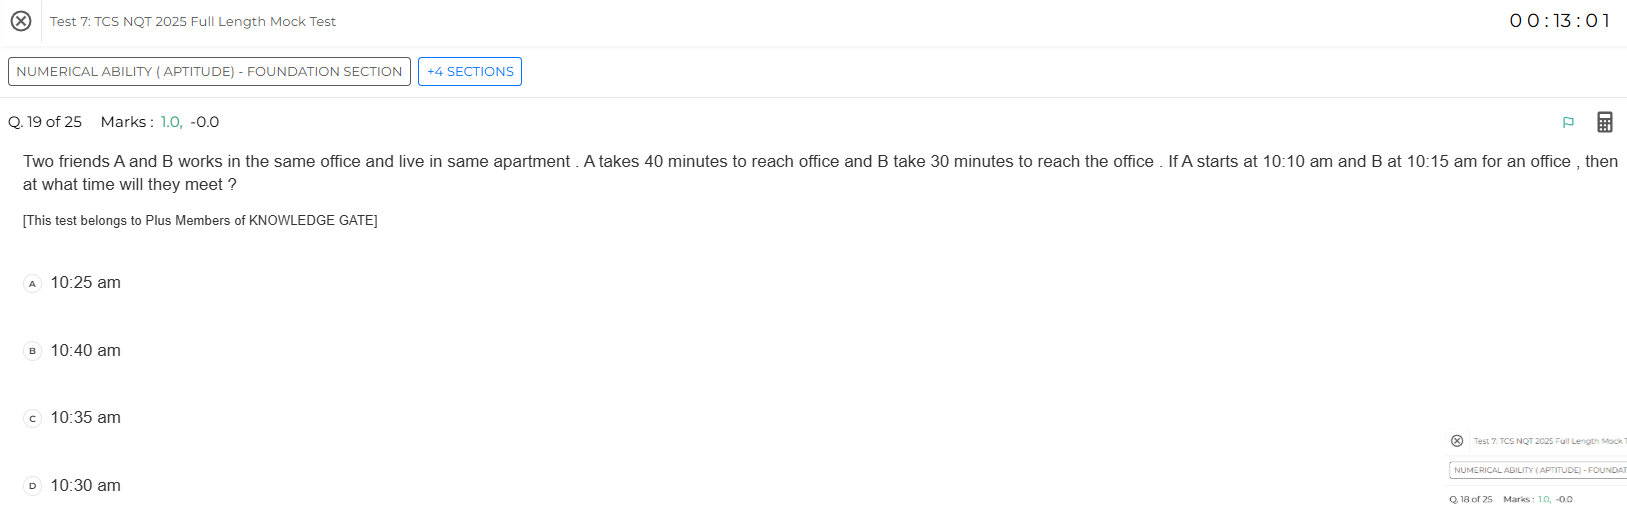 Test 7: TCS NQT 2025 Full Length Mock Test
00:13:01
NUMERICAL ABILITY ( APTITUDE) - FOUNDATION SECTION
+4 SECTIONS
Q. 19 of 25 Marks : 1.0, -0.0
Two friends A and B works in the same office and live in same apartment . A takes 40 minutes to reach office and B take 30 minutes to reach the office . If A starts at 10:10 am and B at 10:15 am for an office , then
at what time will they meet ?
[This test belongs to Plus Members of KNOWLEDGE GATE]
A 10:25 am
B 10:40 am
C 10:35 am
D 10:30 am
Test 7: TCS NQT 2025 Full Length Mock T
NUMERICAL ABILITY ( APTITUDE) - FOUNDAT
Q. 18 of 25 Marks : 1.0, -0.0